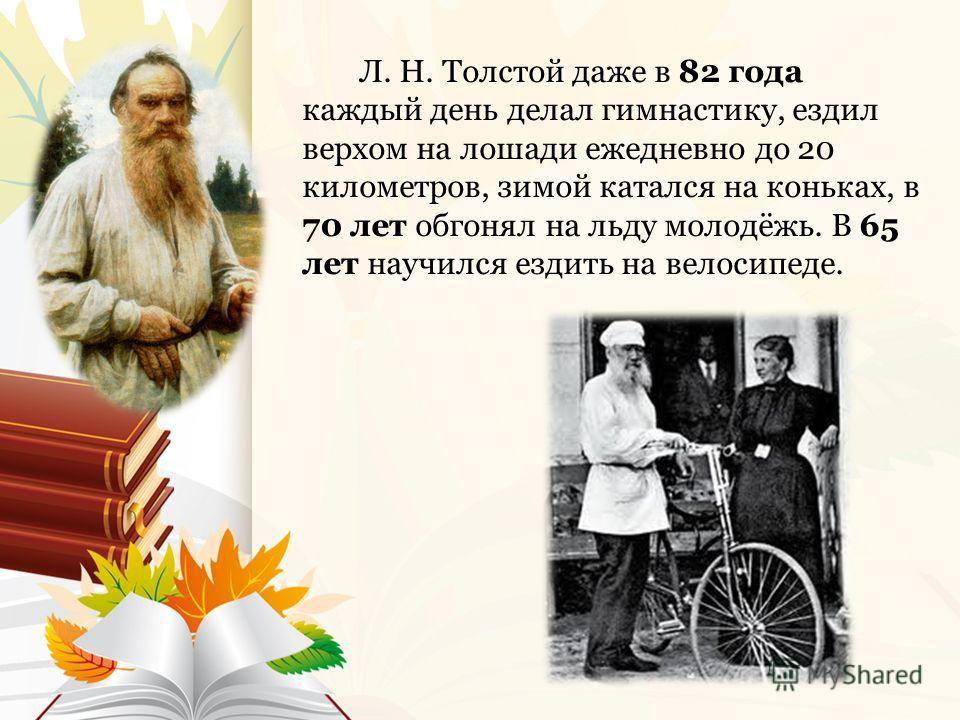 Л. Н. Толстой даже в 82 года
каждый день делал гимнастику, ездил
верхом на лошади ежедневно до 20
километров, зимой катался на коньках, в
70 лет обгонял на льду молодёжь. В 65
лет научился ездить на велосипеде.
MyShared